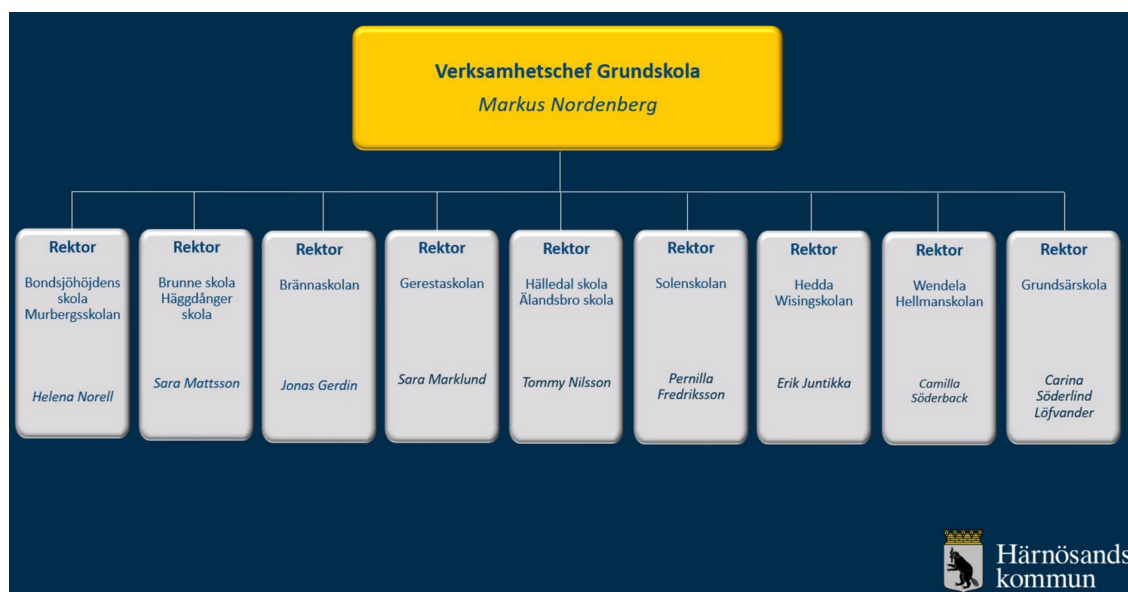 Verksamhetschef Grundskola
Markus Nordenberg
Rektor
Bondsjöhöjdens
skola
Murbergsskolan
Helena Norell
Rektor
Brunne skola
Häggdånger
skola
Sara Mattsson
Rektor
Brännaskolan
Jonas Gerdin
Rektor
Gerestaskolan
Sara Marklund
Rektor
Hälledal skola
Älandsbro skola
Tommy Nilsson
Rektor
Solenskolan
Pernilla
Fredriksson
Rektor
Hedda
Wisingskolan
Erik Juntikka
Rektor
Wendela
Hellmanskolan
Camilla
Söderback
Rektor
Grundsärskola
Carina
Söderlind
Löfvander
Härnösands
kommun